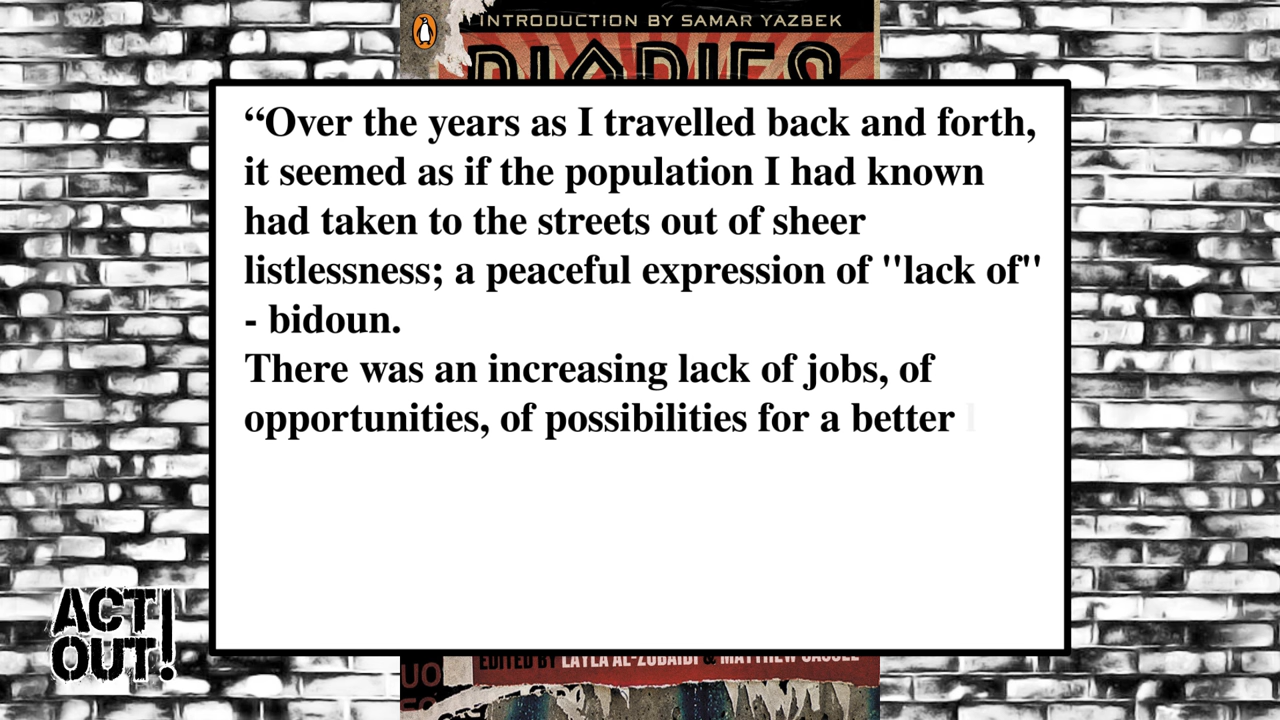 INTRODUCTION BY SAMAR YAZBEK
DIARIES
“Over the years as I travelled back and forth,
it seemed as if the population I had known
had taken to the streets out of sheer
listlessness; a peaceful expression of "lack of"
- bidoun.
There was an increasing lack of jobs, of
opportunities, of possibilities for a better
ACT
OUT!
EDITED BY LAYLA AL-ZUBAIDI & MATTHEW CASSEL